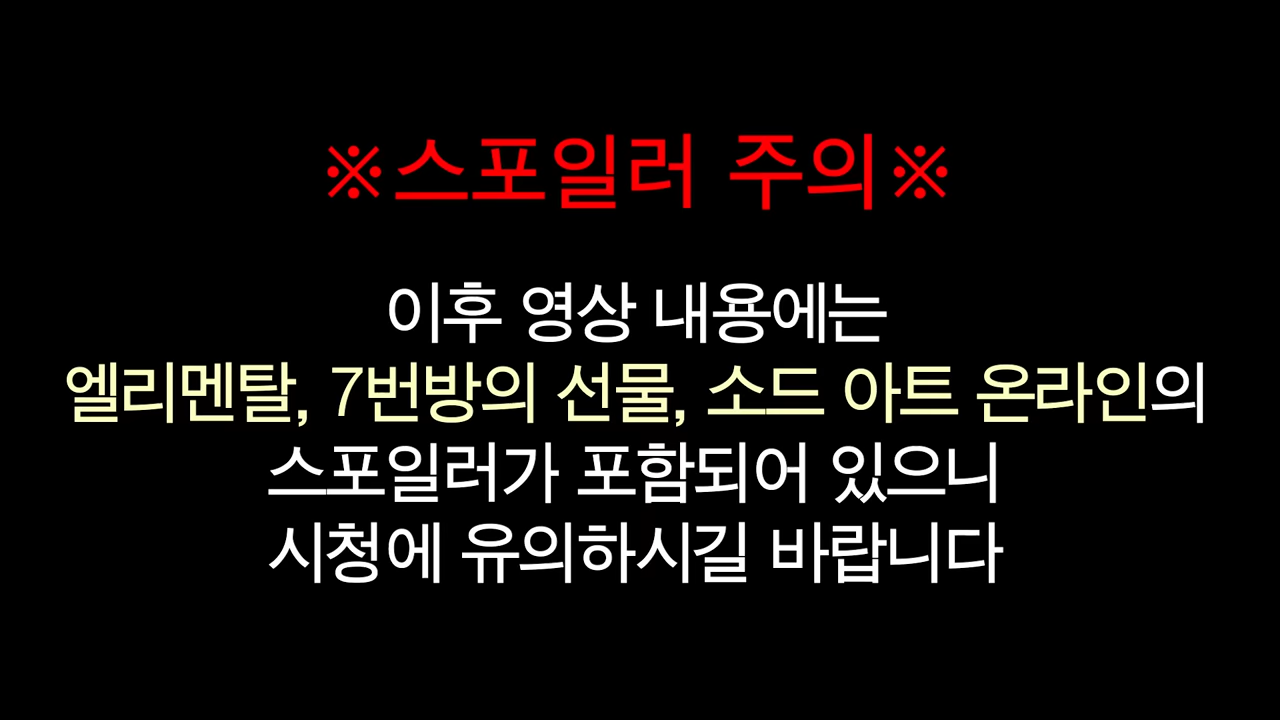 ※스포일러 주의※
이후 영상 내용에는
엘리멘탈, 7번방의 선물, 소드 아트 온라인의
스포일러가 포함되어 있으니
시청에 유의하시길 바랍니다